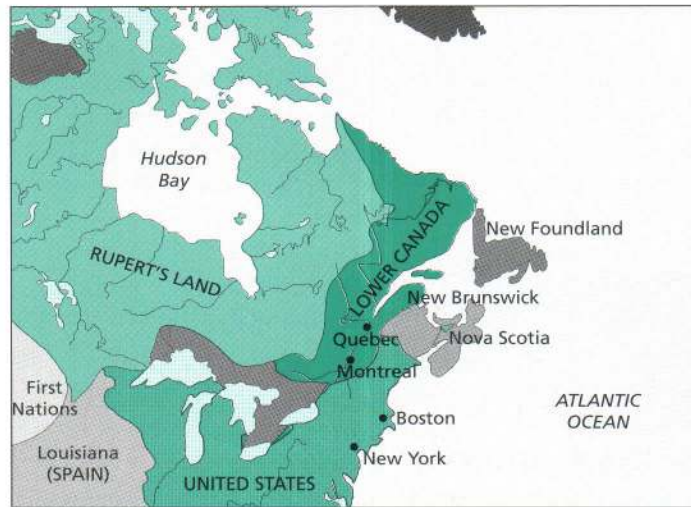 Hudson
Bay
RUPERT'S LAND
LOWER CANADA
New Foundland
New Brunswick
Quebec
Nova Scotia
Montreal
First
Nations
Louisiana
(SPAIN)
Boston
New York
UNITED STATES
ATLANTIC
OCEAN